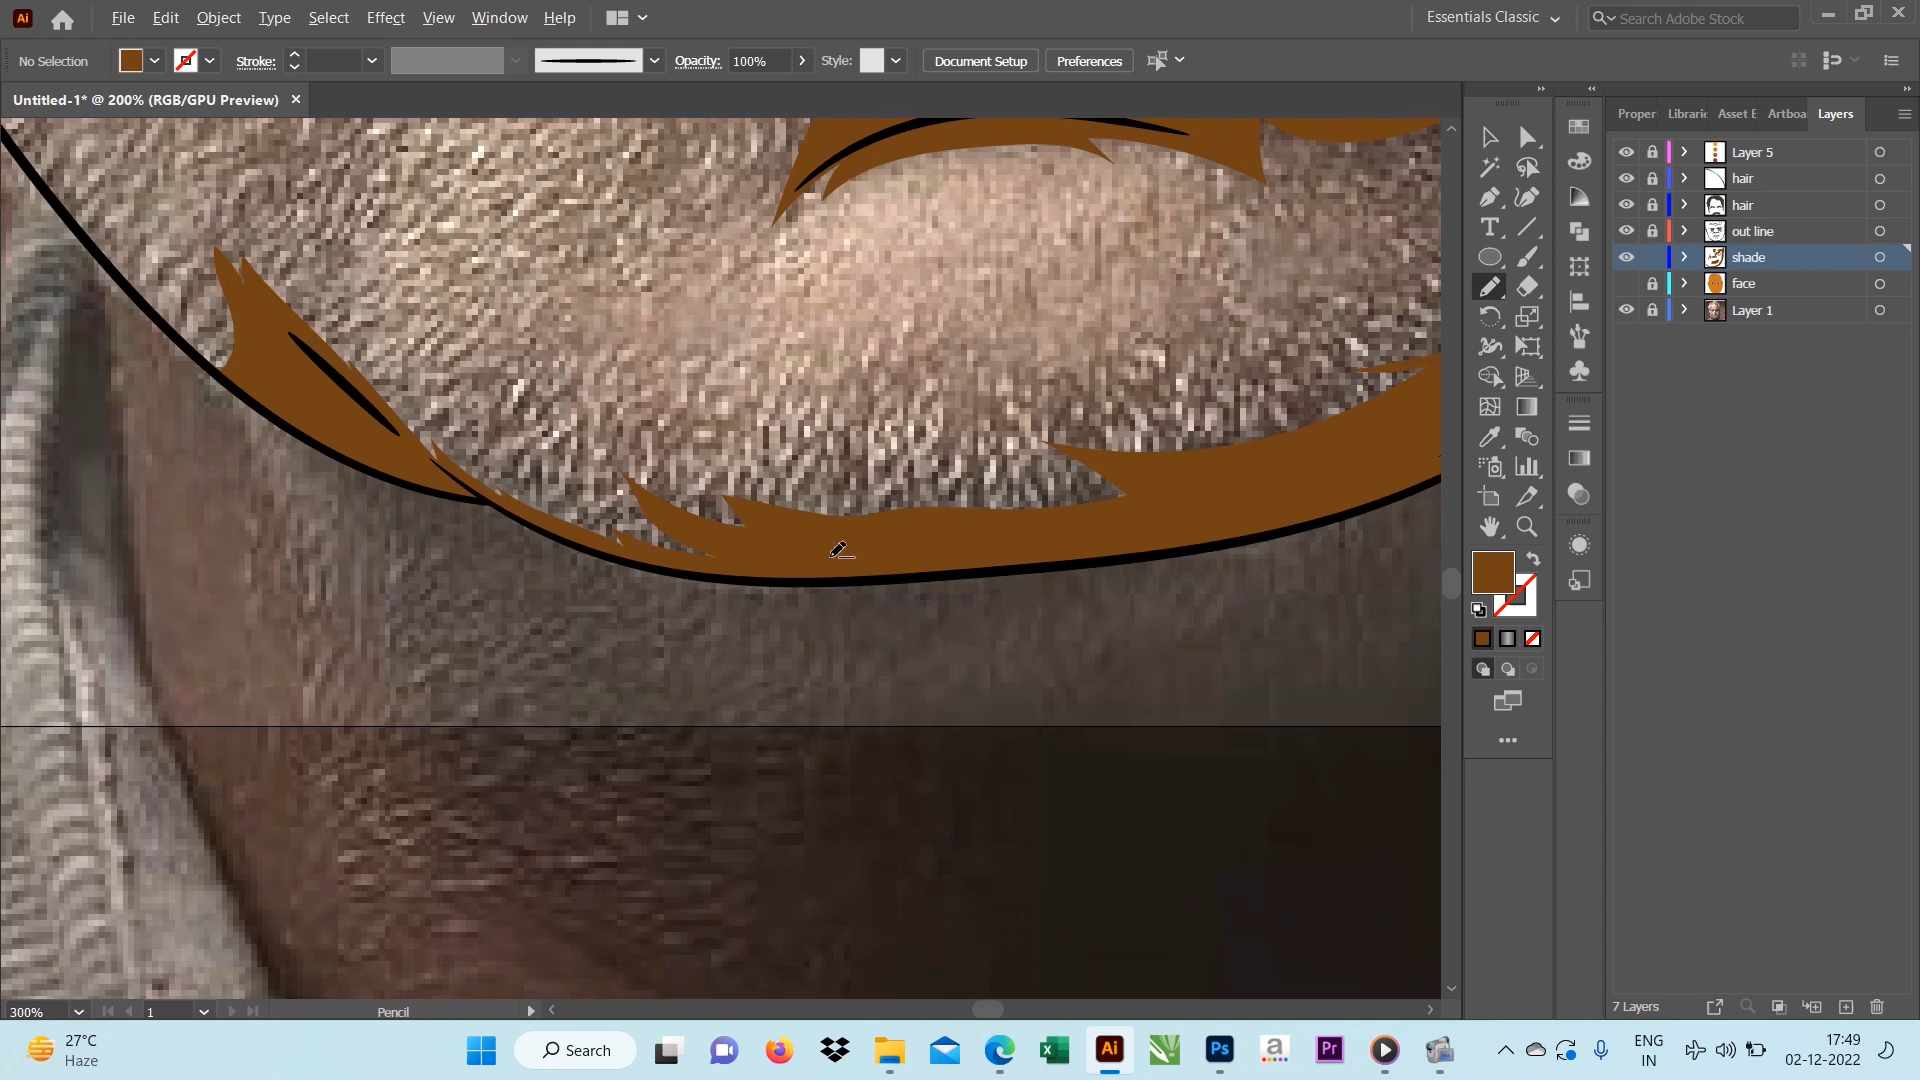 Ai File Edit Object Type Select Effect View Window Help Essentials Classic Search Adobe Stock
No Selection Stroke: Opacity: 100% Style: Document Setup Preferences
Untitled-1* @ 200% (RGB/GPU Preview) ×
Proper Librarie Asset E Artboa Layers
Layer 5
hair
hair
out line
shade
face
Layer 1
300% 1 Pencil 7 Layers
27°C
Haze
Search
Ai Ps a Pr
ENG
IN
17:49
02-12-2022